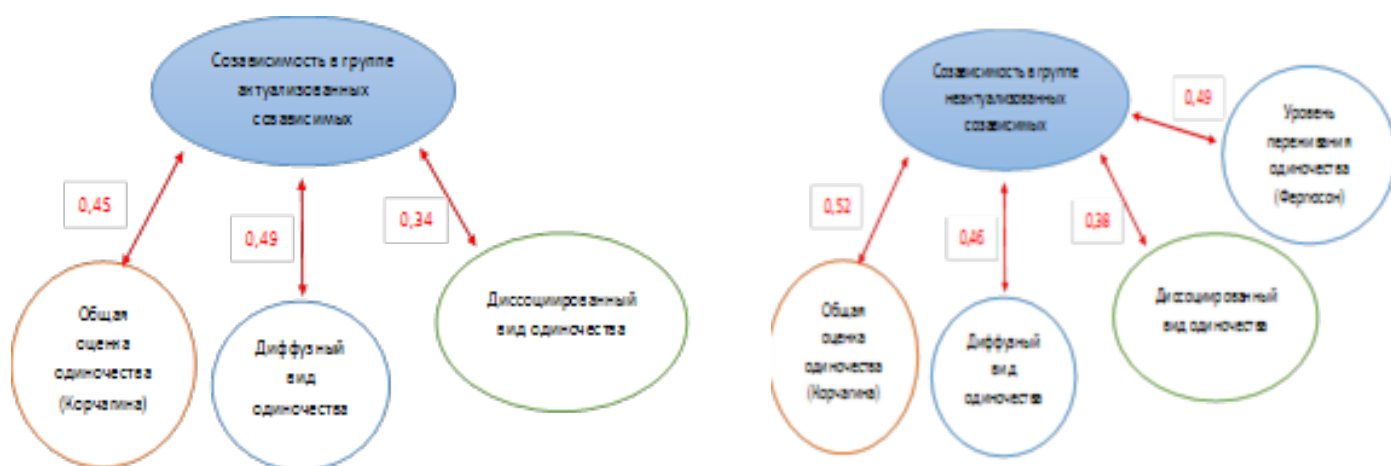 Созависимость в группе
актуализованных
созависимых
0,45
0,49
0,34
Общая
оценка
одиночества
(Корчагина)
Диффузный
вид
одиночества
Диссоциированный
вид одиночества
Созависимость в группе
неактуализованных
созависимых
0,49
0,52
0,46
0,38
Уровень
переживания
одиночества
(Фергюсон)
Общая
оценка
одиночества
(Корчагина)
Диффузный
вид
одиночества
Диссоциированный
вид одиночества